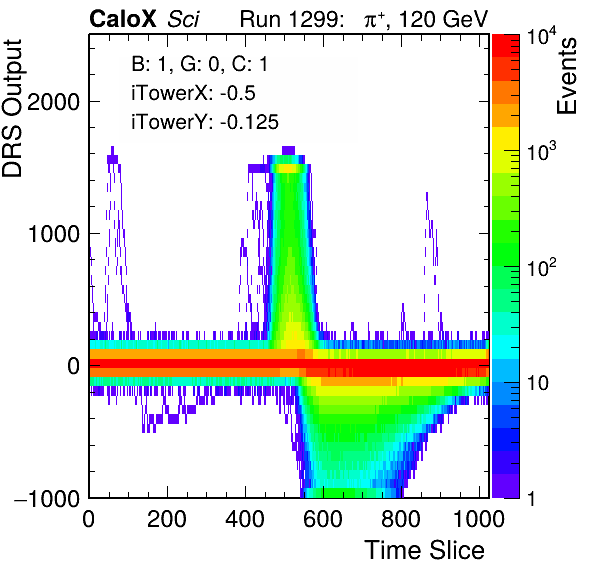 CaloX Sci Run 1299: π⁺, 120 GeV
B: 1, G: 0, C: 1
iTowerX: -0.5
iTowerY: -0.125
DRS Output
2000
1000
0
−1000
0 200 400 600 800 1000
Time Slice
Events
10⁴
10³
10²
10
1